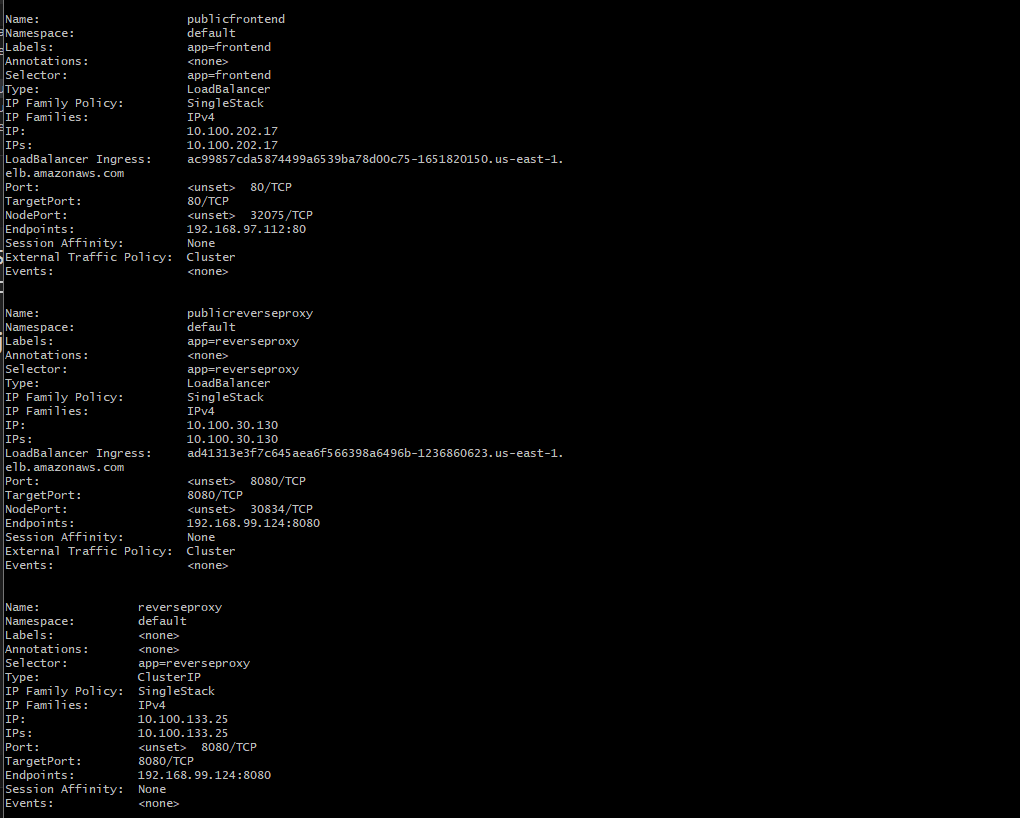 Name: publicfrontend
Namespace: default
Labels: app=frontend
Annotations: <none>
Selector: app=frontend
Type: LoadBalancer
IP Family Policy: SingleStack
IP Families: IPv4
IP: 10.100.202.17
IPs: 10.100.202.17
LoadBalancer Ingress: ac99857cda5874499a6539ba78d00c75-1651820150.us-east-1.
elb.amazonaws.com
Port: <unset> 80/TCP
TargetPort: 80/TCP
NodePort: <unset> 32075/TCP
Endpoints: 192.168.97.112:80
Session Affinity: None
External Traffic Policy: Cluster
Events: <none>
Name: publicreverseproxy
Namespace: default
Labels: app=reverseproxy
Annotations: <none>
Selector: app=reverseproxy
Type: LoadBalancer
IP Family Policy: SingleStack
IP Families: IPv4
IP: 10.100.30.130
IPs: 10.100.30.130
LoadBalancer Ingress: ad41313e3f7c645aea6f566398a6496b-1236860623.us-east-1.
elb.amazonaws.com
Port: <unset> 8080/TCP
TargetPort: 8080/TCP
NodePort: <unset> 30834/TCP
Endpoints: 192.168.99.124:8080
Session Affinity: None
External Traffic Policy: Cluster
Events: <none>
Name: reverseproxy
Namespace: default
Labels: <none>
Annotations: <none>
Selector: app=reverseproxy
Type: ClusterIP
IP Family Policy: SingleStack
IP Families: IPv4
IP: 10.100.133.25
IPs: 10.100.133.25
Port: <unset> 8080/TCP
TargetPort: 8080/TCP
Endpoints: 192.168.99.124:8080
Session Affinity: None
Events: <none>